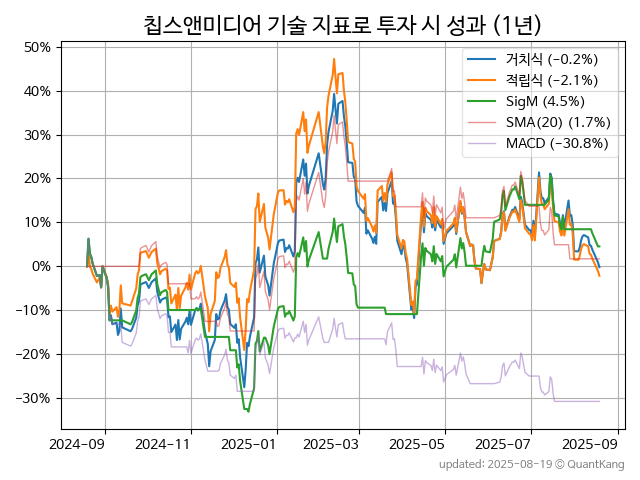 칩스앤미디어 기술 지표로 투자 시 성과 (1년)
50%
40%
30%
20%
10%
0%
−10%
−20%
−30%
거치식 (−0.2%)
적립식 (−2.1%)
SigM (4.5%)
SMA(20) (1.7%)
MACD (−30.8%)
2024-09
2024-11
2025-01
2025-03
2025-05
2025-07
2025-09
updated: 2025-08-19 © QuantKang